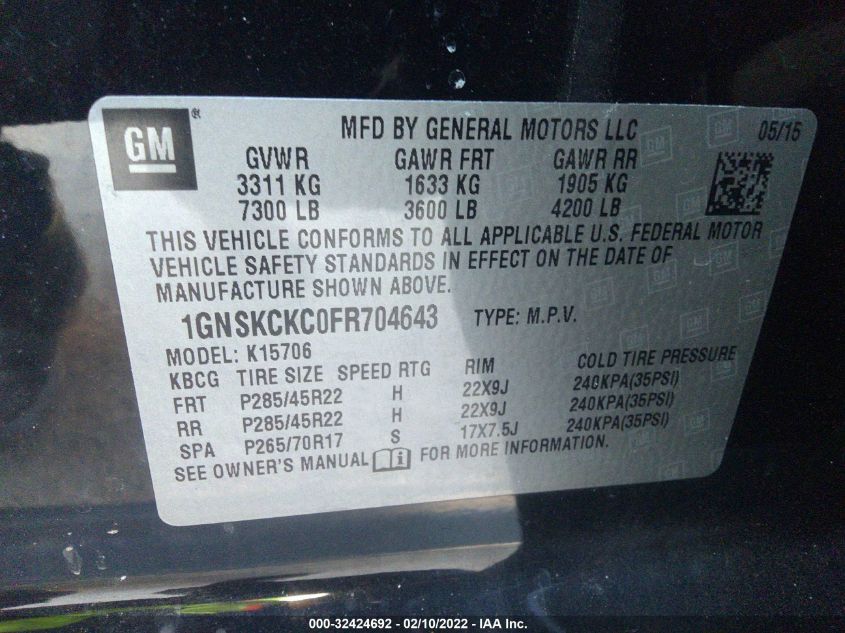 GM ®
MFD BY GENERAL MOTORS LLC 05/15
GVWR GAWR FRT GAWR RR
3311 KG 1633 KG 1905 KG
7300 LB 3600 LB 4200 LB
THIS VEHICLE CONFORMS TO ALL APPLICABLE U.S. FEDERAL MOTOR
VEHICLE SAFETY STANDARDS IN EFFECT ON THE DATE OF
MANUFACTURE SHOWN ABOVE.
1GNSKCKC0FR704643 TYPE: M.P.V.
MODEL: K15706
KBCG TIRE SIZE SPEED RTG RIM COLD TIRE PRESSURE
FRT P285/45R22 H 22X9J 240KPA(35PSI)
RR P285/45R22 H 22X9J 240KPA(35PSI)
SPA P265/70R17 S 17X7.5J 240KPA(35PSI)
SEE OWNER'S MANUAL FOR MORE INFORMATION.
000-32424692 - 02/10/2022 - IAA Inc.